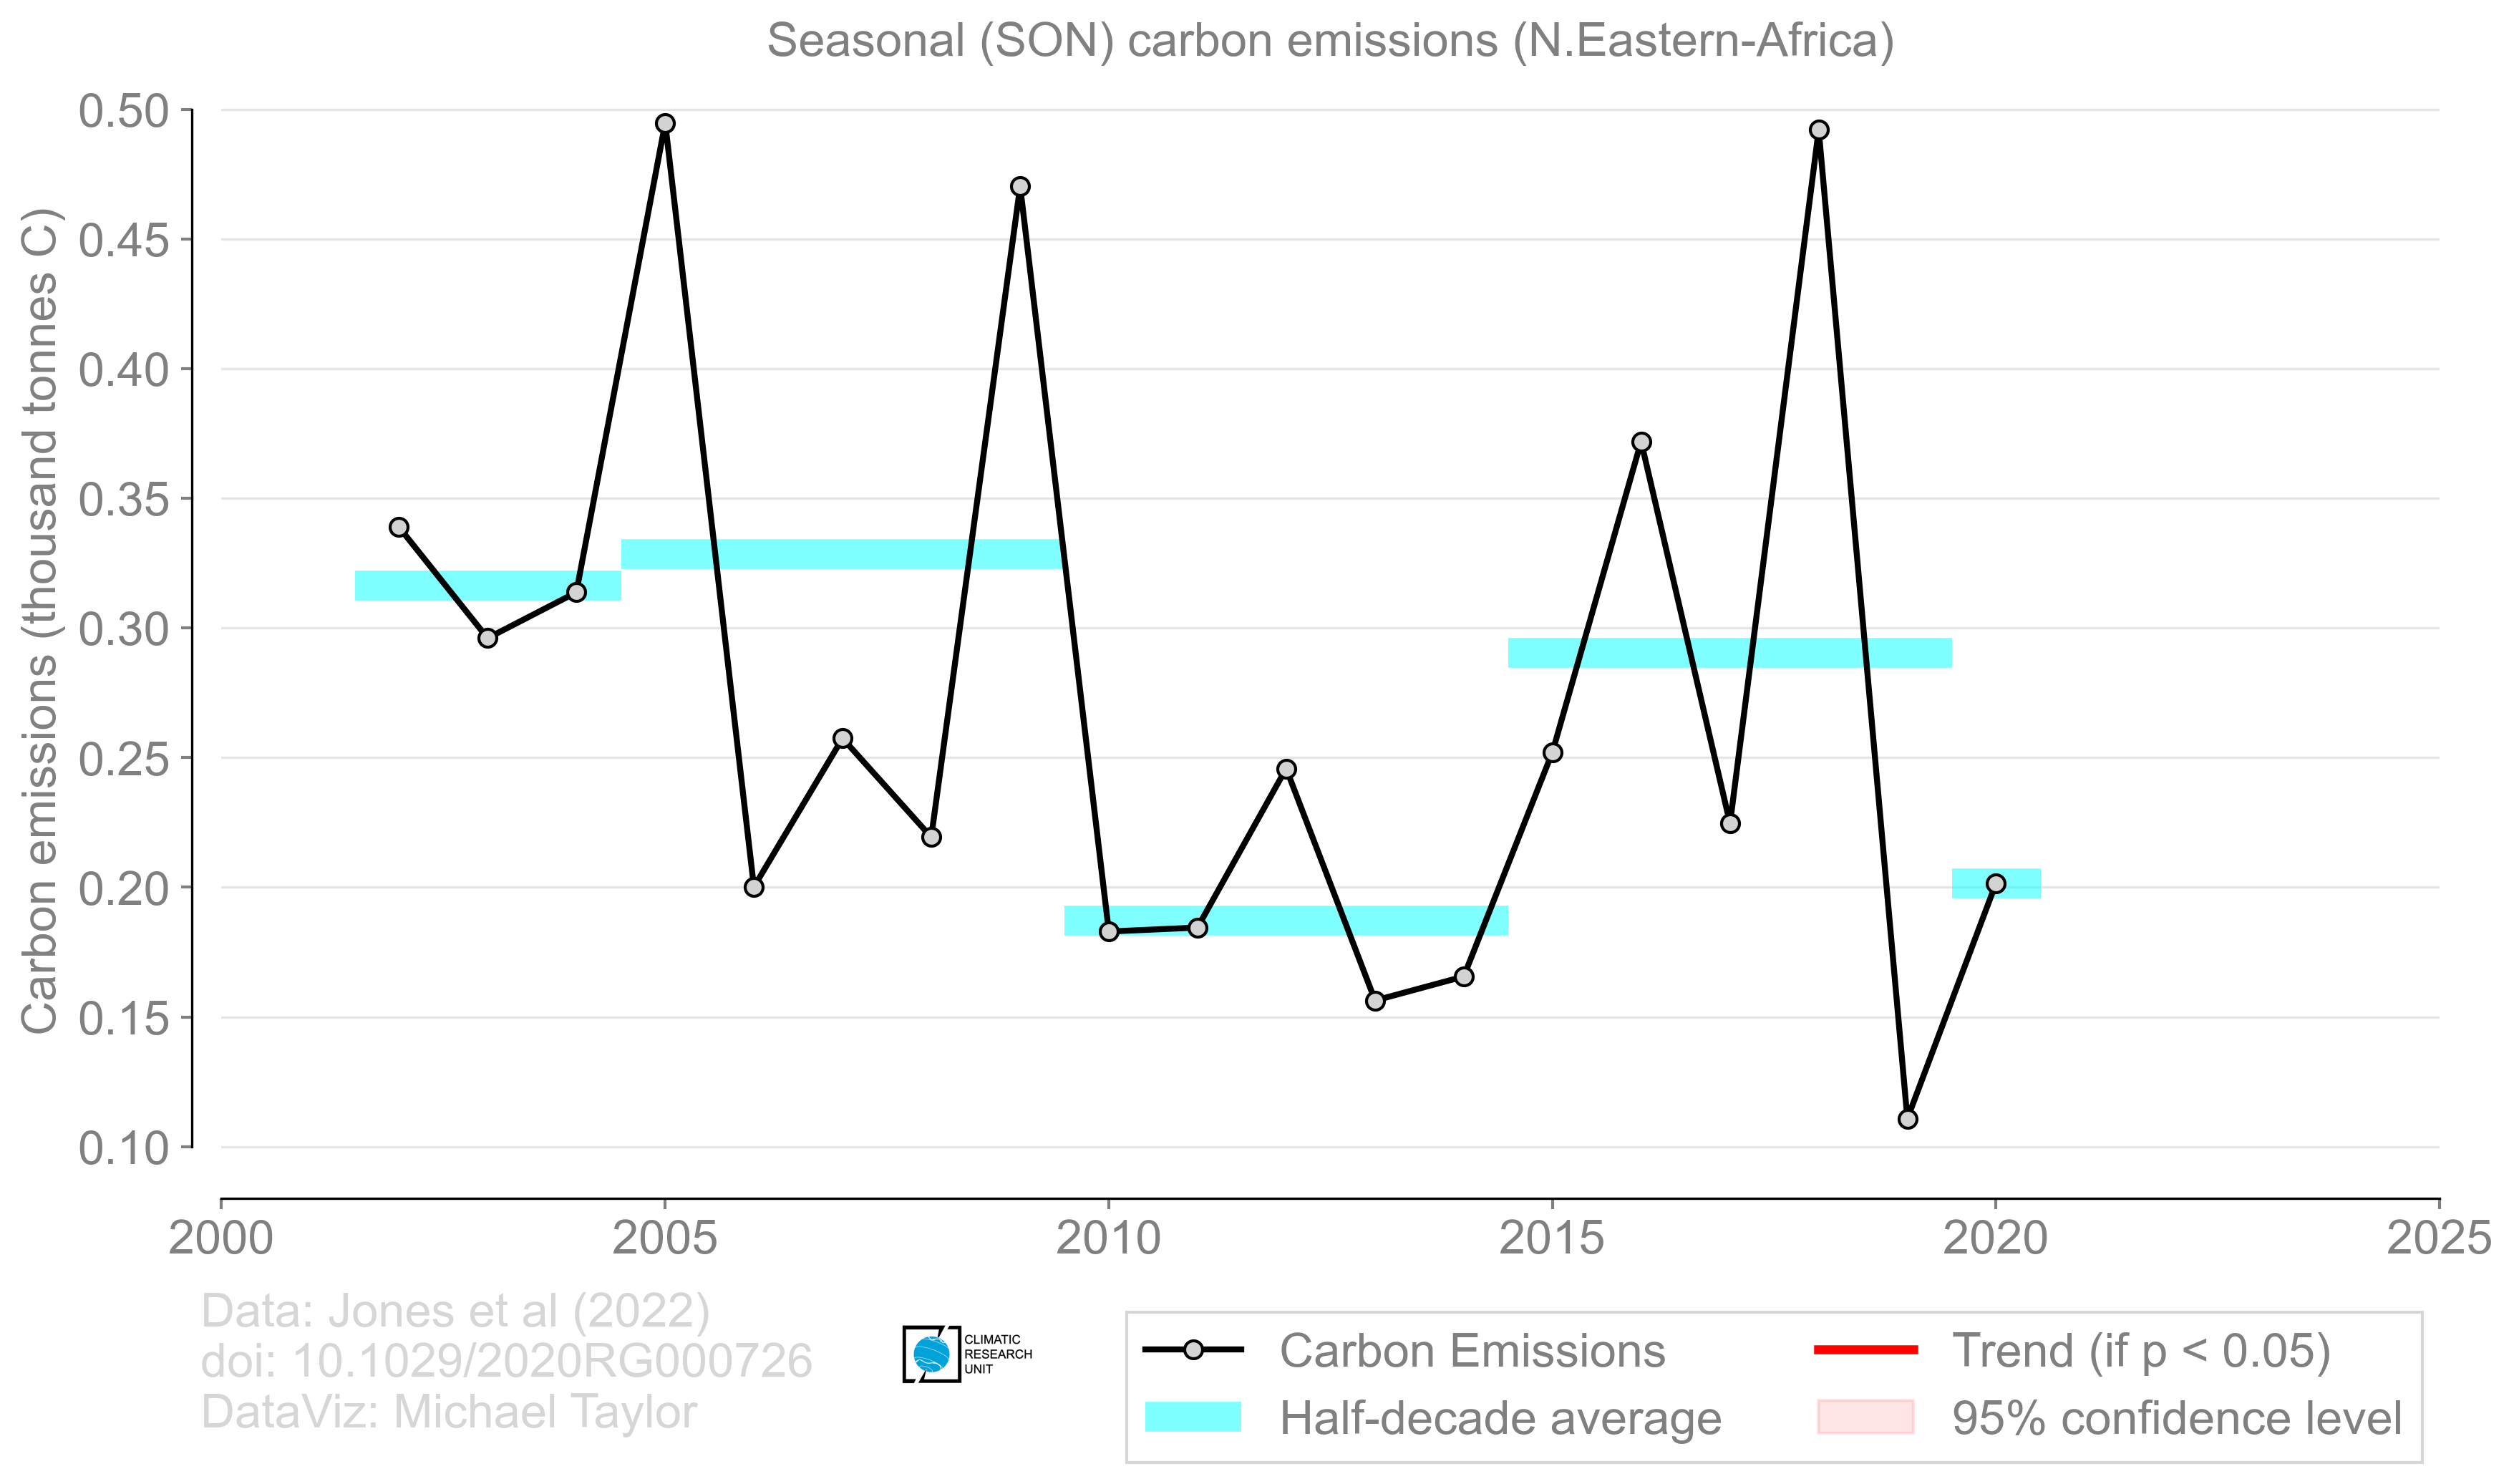 Seasonal (SON) carbon emissions (N.Eastern-Africa)
Carbon emissions (thousand tonnes C)
0.50
0.45
0.40
0.35
0.30
0.25
0.20
0.15
0.10
2000 2005 2010 2015 2020 2025
Data: Jones et al (2022)
doi: 10.1029/2020RG000726
DataViz: Michael Taylor
CLIMATIC
RESEARCH
UNIT
Carbon Emissions
Half-decade average
Trend (if p < 0.05)
95% confidence level